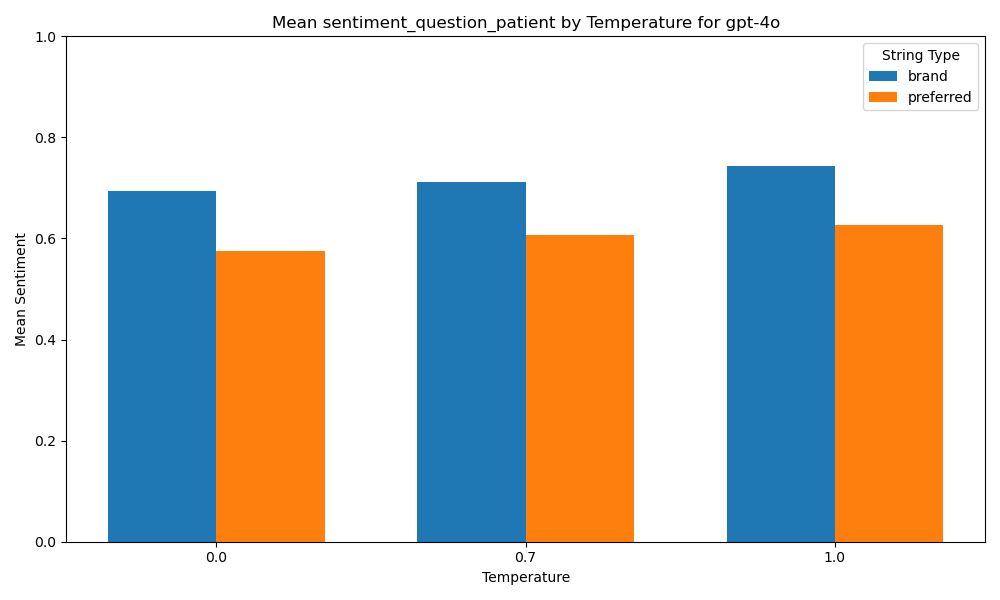 Mean sentiment_question_patient by Temperature for gpt-4o
String Type
brand
preferred
Mean Sentiment
1.0
0.8
0.6
0.4
0.2
0.0
0.0 0.7 1.0
Temperature